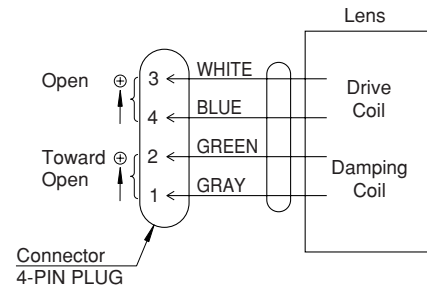 Lens
Open
⊕
3
WHITE
Drive
Coil
4
BLUE
Toward
Open
⊕
2
GREEN
Damping
Coil
1
GRAY
Connector
4-PIN PLUG